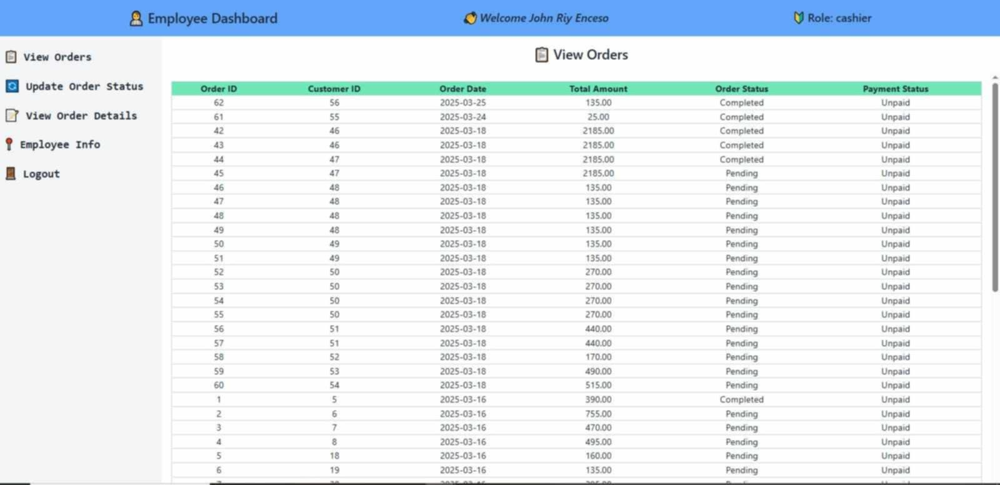 Employee Dashboard
Welcome John Riy Enceso
Role: cashier
View Orders
Update Order Status
View Order Details
Employee Info
Logout
View Orders
Order ID Customer ID Order Date Total Amount Order Status Payment Status
62 56 2025-03-25 135.00 Completed Unpaid
61 55 2025-03-24 25.00 Completed Unpaid
42 46 2025-03-18 2185.00 Completed Unpaid
43 46 2025-03-18 2185.00 Completed Unpaid
44 47 2025-03-18 2185.00 Completed Unpaid
45 47 2025-03-18 2185.00 Pending Unpaid
46 48 2025-03-18 135.00 Pending Unpaid
47 48 2025-03-18 135.00 Pending Unpaid
48 48 2025-03-18 135.00 Pending Unpaid
49 48 2025-03-18 135.00 Pending Unpaid
50 49 2025-03-18 135.00 Pending Unpaid
51 49 2025-03-18 135.00 Pending Unpaid
52 50 2025-03-18 270.00 Pending Unpaid
53 50 2025-03-18 270.00 Pending Unpaid
54 50 2025-03-18 270.00 Pending Unpaid
55 50 2025-03-18 270.00 Pending Unpaid
56 51 2025-03-18 440.00 Pending Unpaid
57 51 2025-03-18 440.00 Pending Unpaid
58 52 2025-03-18 170.00 Pending Unpaid
59 53 2025-03-18 490.00 Pending Unpaid
60 54 2025-03-18 515.00 Pending Unpaid
1 5 2025-03-16 390.00 Completed Unpaid
2 6 2025-03-16 755.00 Pending Unpaid
3 7 2025-03-16 470.00 Pending Unpaid
4 8 2025-03-16 495.00 Pending Unpaid
5 18 2025-03-16 160.00 Pending Unpaid
6 19 2025-03-16 135.00 Pending Unpaid